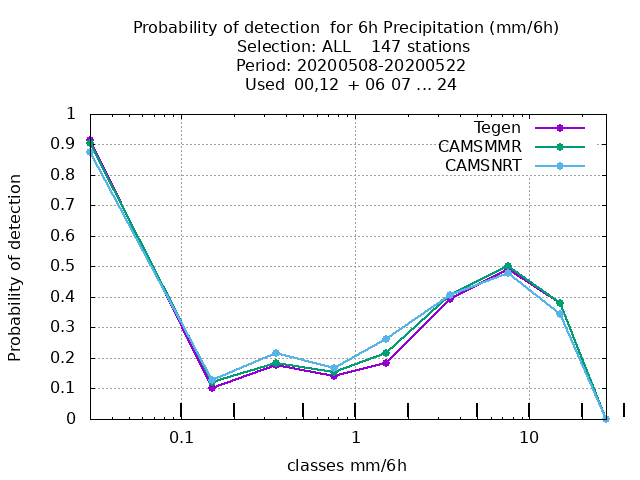 Probability of detection for 6h Precipitation (mm/6h)
Selection: ALL 147 stations
Period: 20200508-20200522
Used 00,12 + 06 07 ... 24
Tegen
CAMSMMR
CAMSNRT
Probability of detection
1
0.9
0.8
0.7
0.6
0.5
0.4
0.3
0.2
0.1
0
0.1 1 10
classes mm/6h